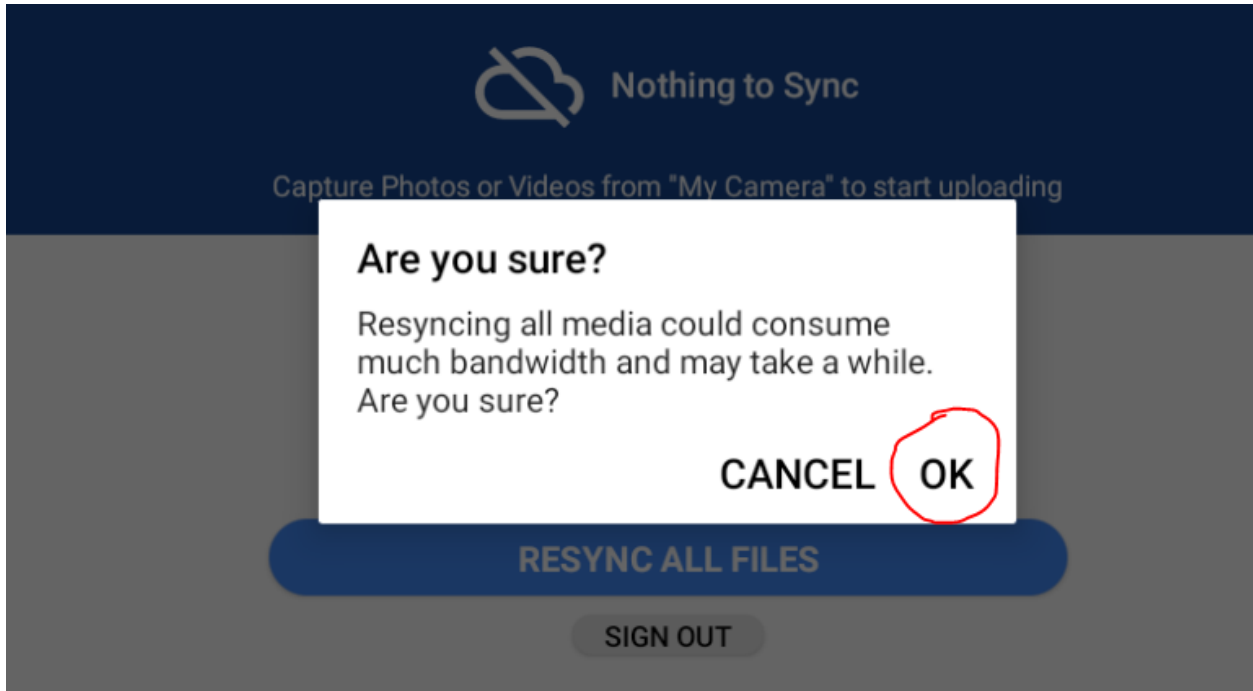 Nothing to Sync
Capture Photos or Videos from "My Camera" to start uploading
Are you sure?
Resyncing all media could consume
much bandwidth and may take a while.
Are you sure?
CANCEL OK
RESYNC ALL FILES
SIGN OUT